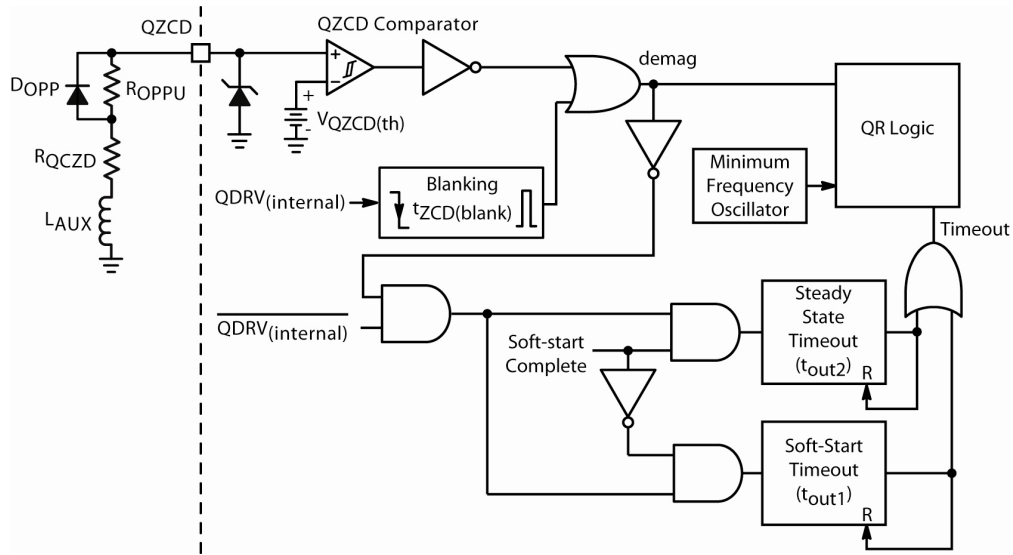 QZCD
QZCD Comparator
DOPP
ROPPU
+
−
+
-
VQZCD(th)
demag
QR Logic
RQCZD
LAUX
QDRV(internal)
Blanking
tZCD(blank)
Minimum
Frequency
Oscillator
Timeout
QDRV(internal)
Soft-start
Complete
Steady
State
Timeout
(tout2)
R
Soft-Start
Timeout
(tout1)
R